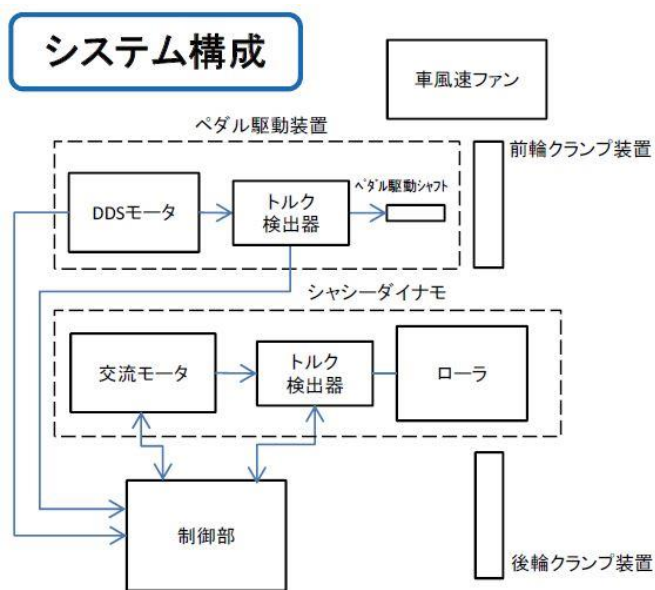 システム構成
車風速ファン
ペダル駆動装置
前輪クランプ装置
DDSモータ
トルク
検出器
ペダル駆動シャフト
シャシーダイナモ
交流モータ
トルク
検出器
ローラ
制御部
後輪クランプ装置